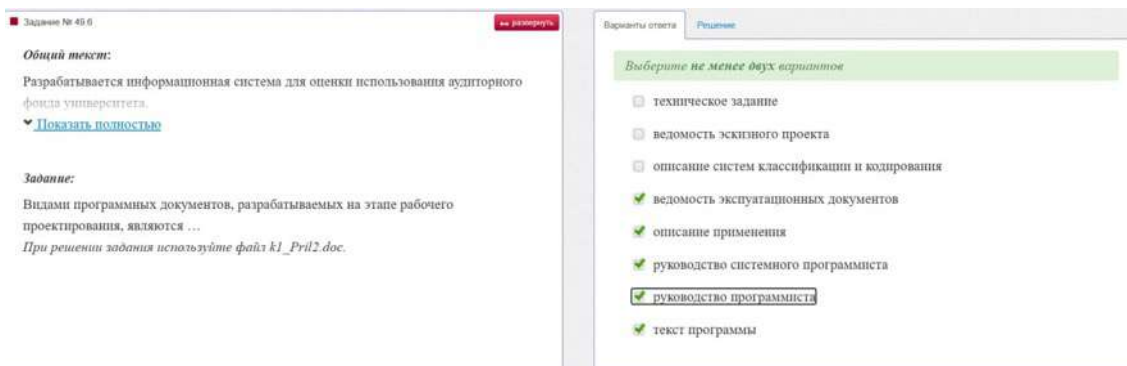 Задание № 49.6
развернуть
Общий текст:
Разрабатывается информационная система для оценки использования аудиторного
фонда университета.
Показать полностью
Задание:
Видами программных документов, разрабатываемых на этапе рабочего
проектирования, являются …
При решении задания используйте файл k1_Pril2.doc.
Варианты ответа
Решение
Выберите не менее двух вариантов
техническое задание
ведомость эскизного проекта
описание систем классификации и кодирования
ведомость экспуатационных документов
описание применения
руководство системного программиста
руководство программиста
текст программы